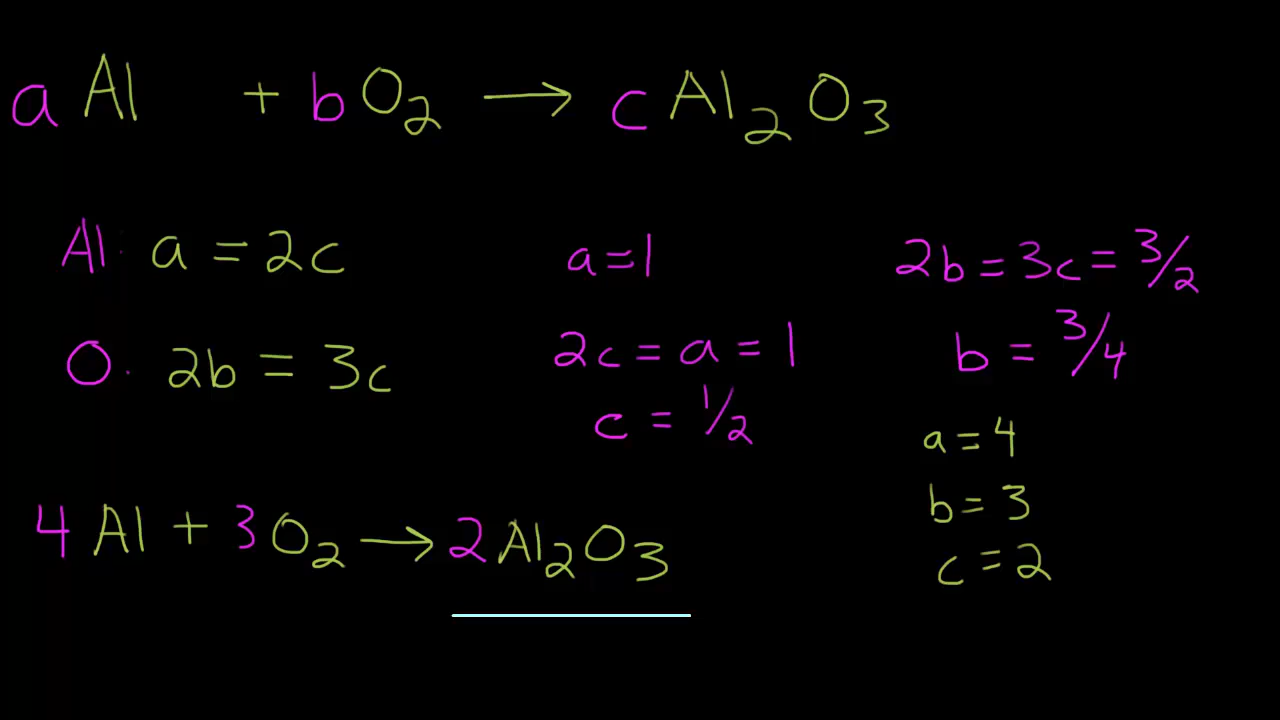 a Al + b O₂ → c Al₂O₃
Al: a = 2c
O: 2b = 3c
a = 1
2c = a = 1
c = 1/2
2b = 3c = 3/2
b = 3/4
a = 4
b = 3
c = 2
4 Al + 3 O₂ → 2 Al₂O₃